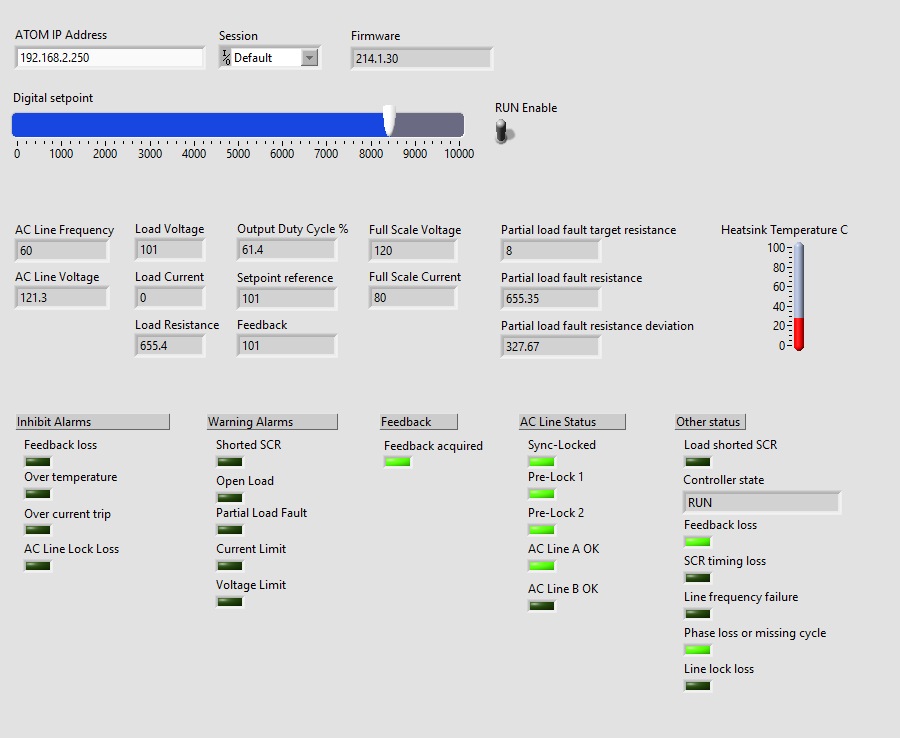 ATOM IP Address
192.168.2.250
Session
I/O Default
Firmware
214.1.30
Digital setpoint
0 1000 2000 3000 4000 5000 6000 7000 8000 9000 10000
RUN Enable
AC Line Frequency
60
AC Line Voltage
121.3
Load Voltage
101
Load Current
0
Load Resistance
655.4
Output Duty Cycle %
61.4
Setpoint reference
101
Feedback
101
Full Scale Voltage
120
Full Scale Current
80
Partial load fault target resistance
8
Partial load fault resistance
655.35
Partial load fault resistance deviation
327.67
Heatsink Temperature C
100
80
60
40
20
0
Inhibit Alarms
Feedback loss
Over temperature
Over current trip
AC Line Lock Loss
Warning Alarms
Shorted SCR
Open Load
Partial Load Fault
Current Limit
Voltage Limit
Feedback
Feedback acquired
AC Line Status
Sync-Locked
Pre-Lock 1
Pre-Lock 2
AC Line A OK
AC Line B OK
Other status
Load shorted SCR
Controller state
RUN
Feedback loss
SCR timing loss
Line frequency failure
Phase loss or missing cycle
Line lock loss